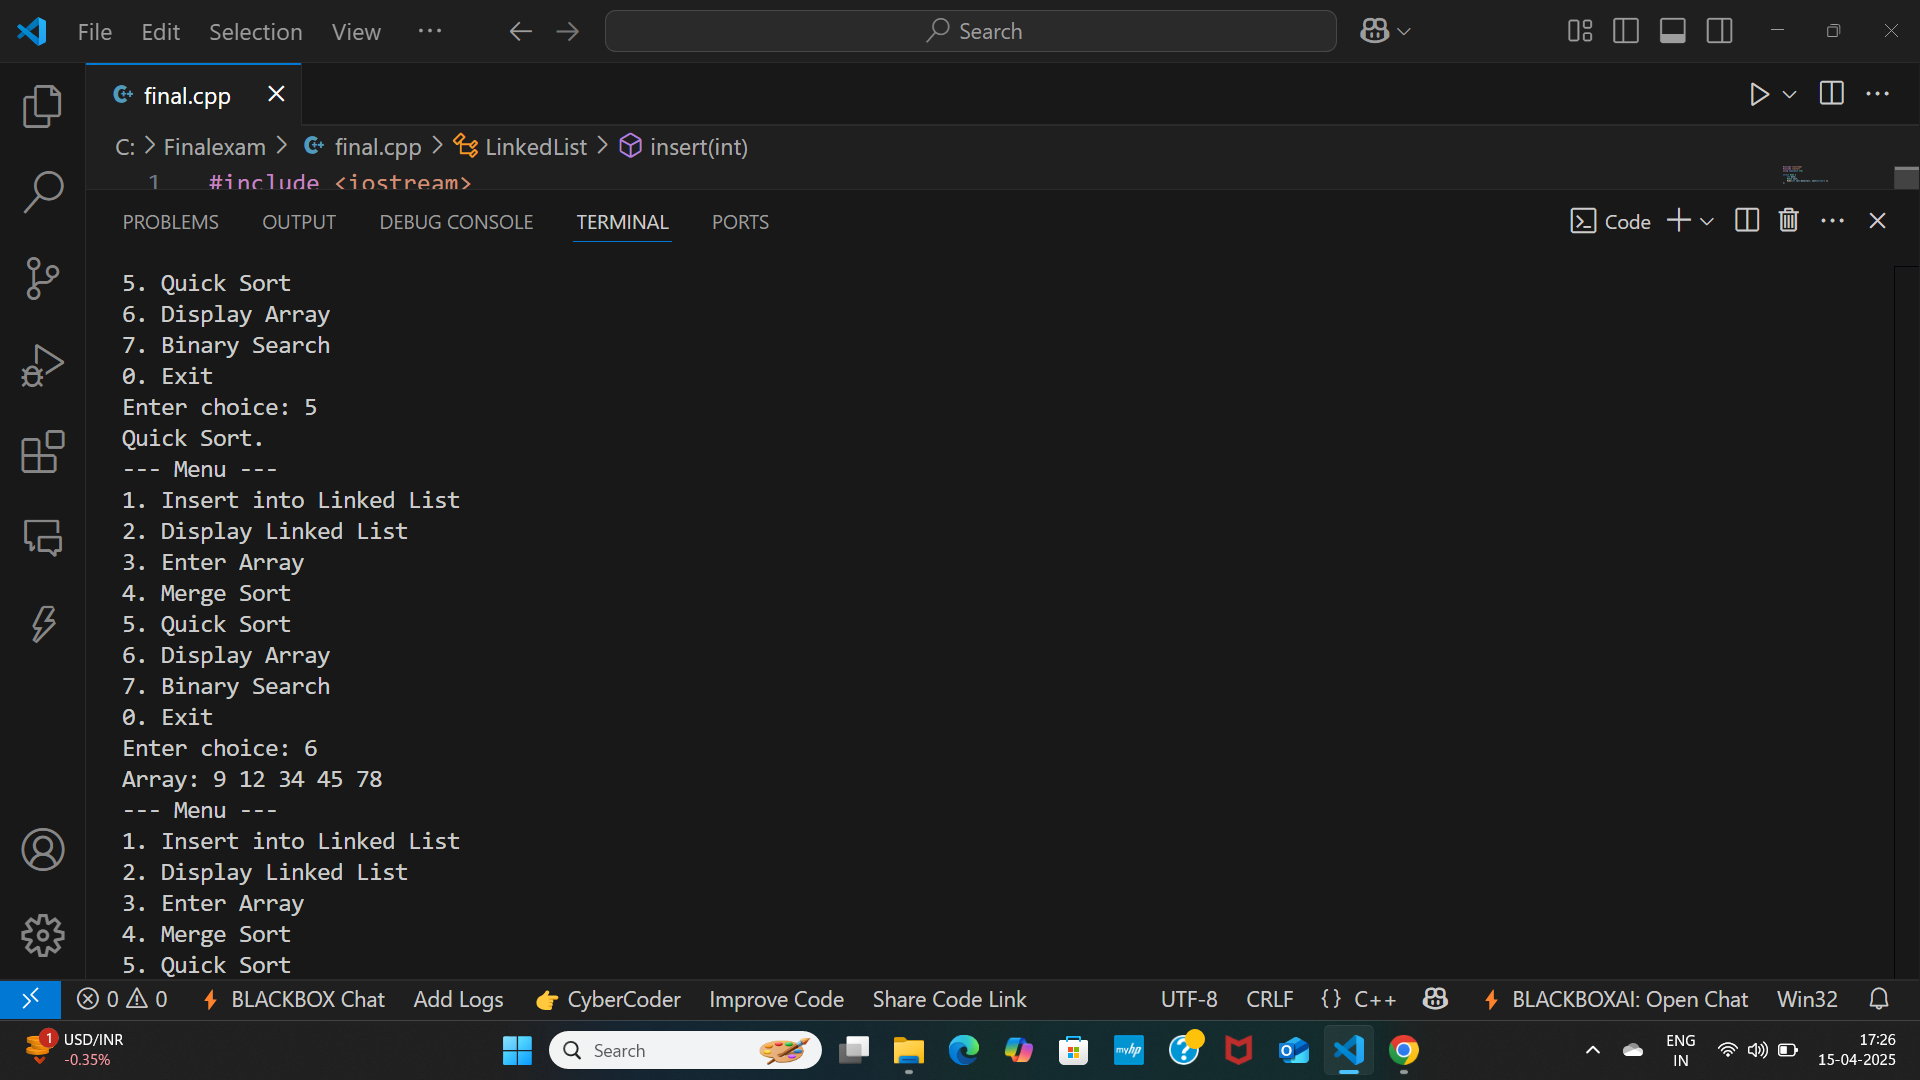 File Edit Selection View ··· Search
final.cpp
C: > Finalexam > final.cpp > LinkedList > insert(int)
1 #include <iostream>
PROBLEMS OUTPUT DEBUG CONSOLE TERMINAL PORTS Code
5. Quick Sort
6. Display Array
7. Binary Search
0. Exit
Enter choice: 5
Quick Sort.
--- Menu ---
1. Insert into Linked List
2. Display Linked List
3. Enter Array
4. Merge Sort
5. Quick Sort
6. Display Array
7. Binary Search
0. Exit
Enter choice: 6
Array: 9 12 34 45 78
--- Menu ---
1. Insert into Linked List
2. Display Linked List
3. Enter Array
4. Merge Sort
5. Quick Sort
0 0 BLACKBOX Chat Add Logs CyberCoder Improve Code Share Code Link UTF-8 CRLF {} C++ BLACKBOXAI: Open Chat Win32
1 USD/INR
-0.35%
Search
myhp
ENG
IN
17:26
15-04-2025